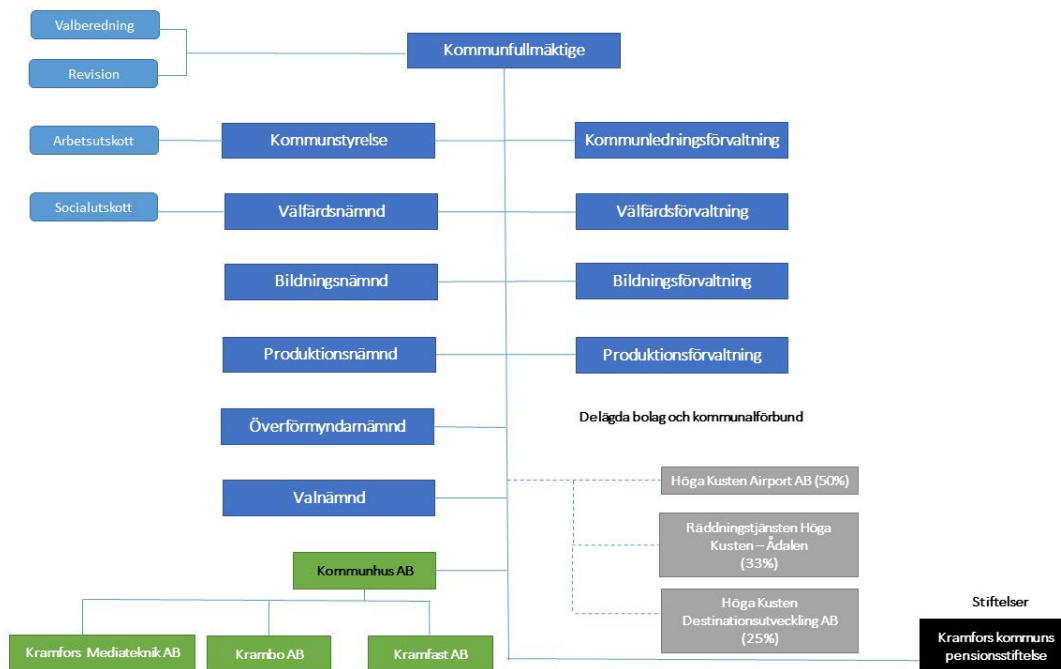 Valberedning
Kommunfullmäktige
Revision
Arbetsutskott
Kommunstyrelse
Kommunledningsförvaltning
Socialutskott
Välfärdsnämnd
Välfärdsförvaltning
Bildningsnämnd
Bildningsförvaltning
Produktionsnämnd
Produktionsförvaltning
Överförmyndarnämnd
Delägda bolag och kommunalförbund
Valnämnd
Höga Kusten Airport AB (50%)
Räddningstjänsten Höga
Kusten – Ådalen
(33%)
Kommunhus AB
Höga Kusten
Destinationsutveckling AB
(25%)
Stiftelser
Kramfors Mediateknik AB
Krambo AB
Kramfast AB
Kramfors kommuns
pensionsstiftelse